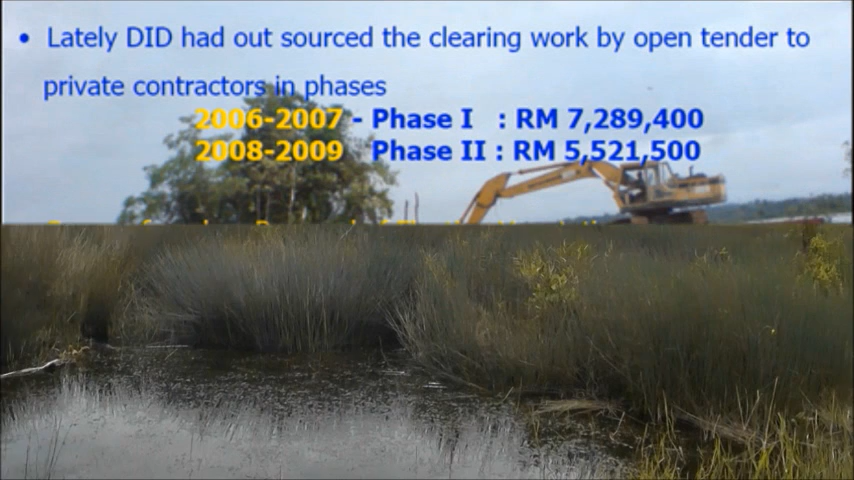 • Lately DID had out sourced the clearing work by open tender to
private contractors in phases
2006-2007 - Phase I : RM 7,289,400
2008-2009 Phase II : RM 5,521,500